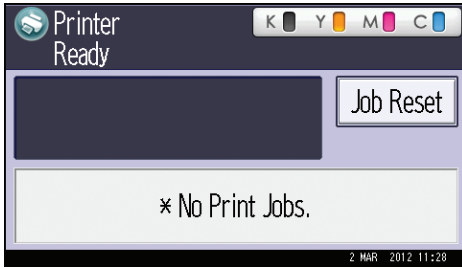 Printer
Ready
K Y M C
Job Reset
* No Print Jobs.
2 MAR 2012 11:28